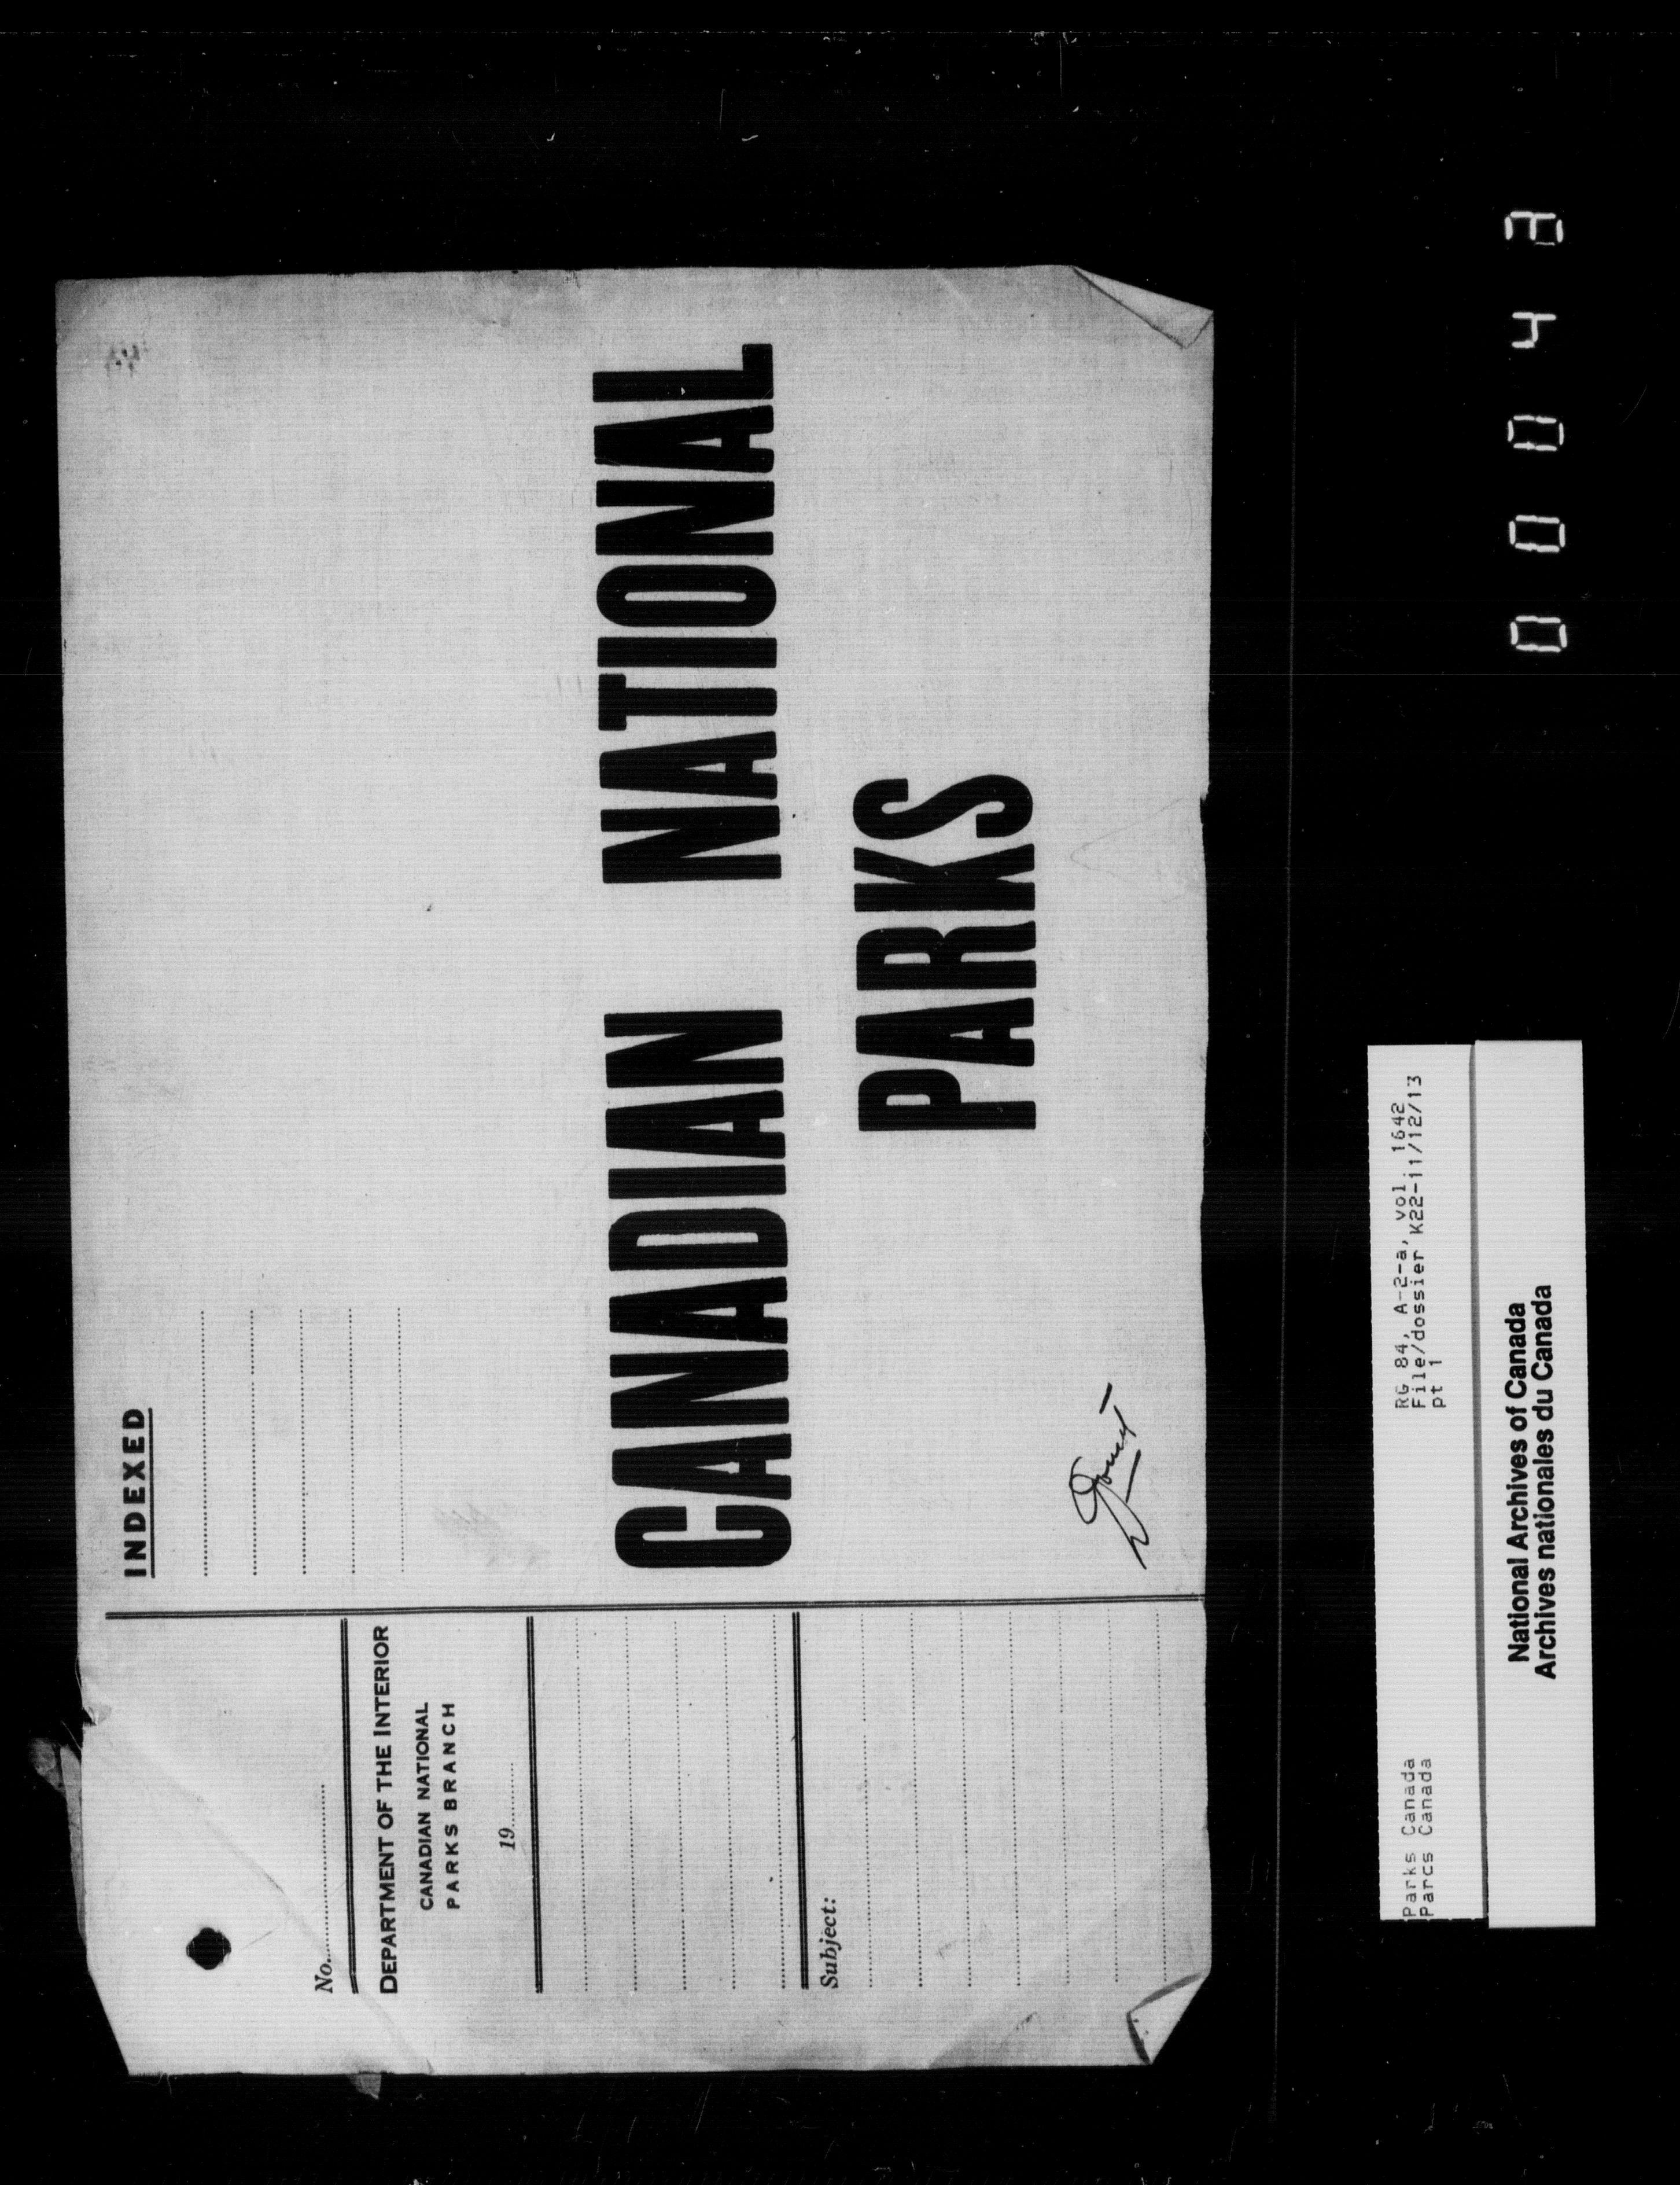 No.
DEPARTMENT OF THE INTERIOR
CANADIAN NATIONAL
PARKS BRANCH
19
Subject:
INDEXED
CANADIAN NATIONAL
PARKS
Parks Canada
Parcs Canada
RG 84, A-2-a, vol. 1642
File/dossier K22-11/12/13
pt 1
National Archives of Canada
Archives nationales du Canada